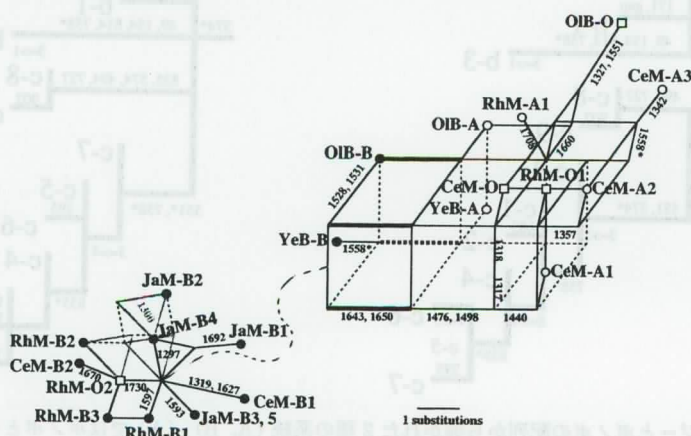 OlB-O
1327, 1551
CeM-A3
1342
RhM-A1
1708
OlB-A
1660
1558*
OlB-B
CeM-O
RhM-O1
CeM-A2
1528, 1531
YeB-A
YeB-B
1558*
1357
1318
1317
CeM-A1
1643, 1650
1476, 1498
1440
JaM-B2
1300
JaM-B4
JaM-B1
1692
RhM-B2
1297
CeM-B2
1670
RhM-O2
1730
1319, 1627
CeM-B1
1597
1593
RhM-B3
JaM-B3, 5
RhM-B1
1 substitutions